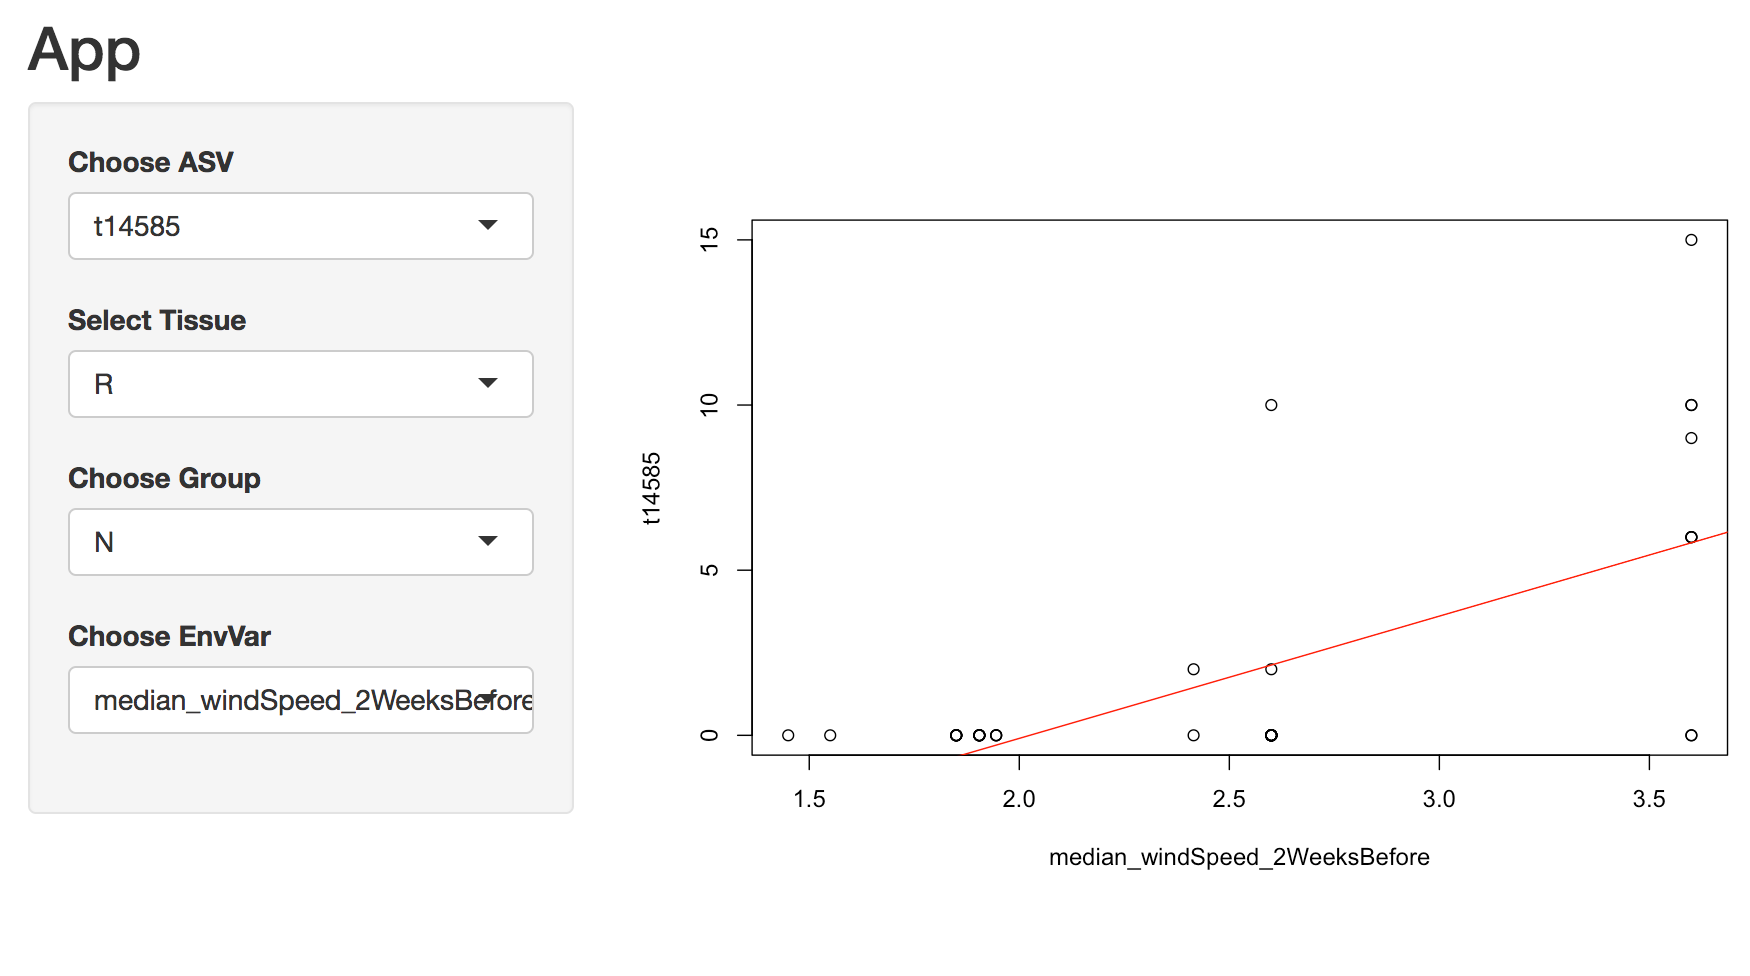 App
Choose ASV
t14585
Select Tissue
R
Choose Group
N
Choose EnvVar
median_windSpeed_2WeeksBefore
15
10
5
0
t14585
1.5 2.0 2.5 3.0 3.5
median_windSpeed_2WeeksBefore